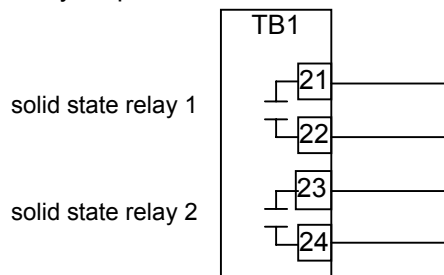 TB1
21
solid state relay 1
22
23
solid state relay 2
24